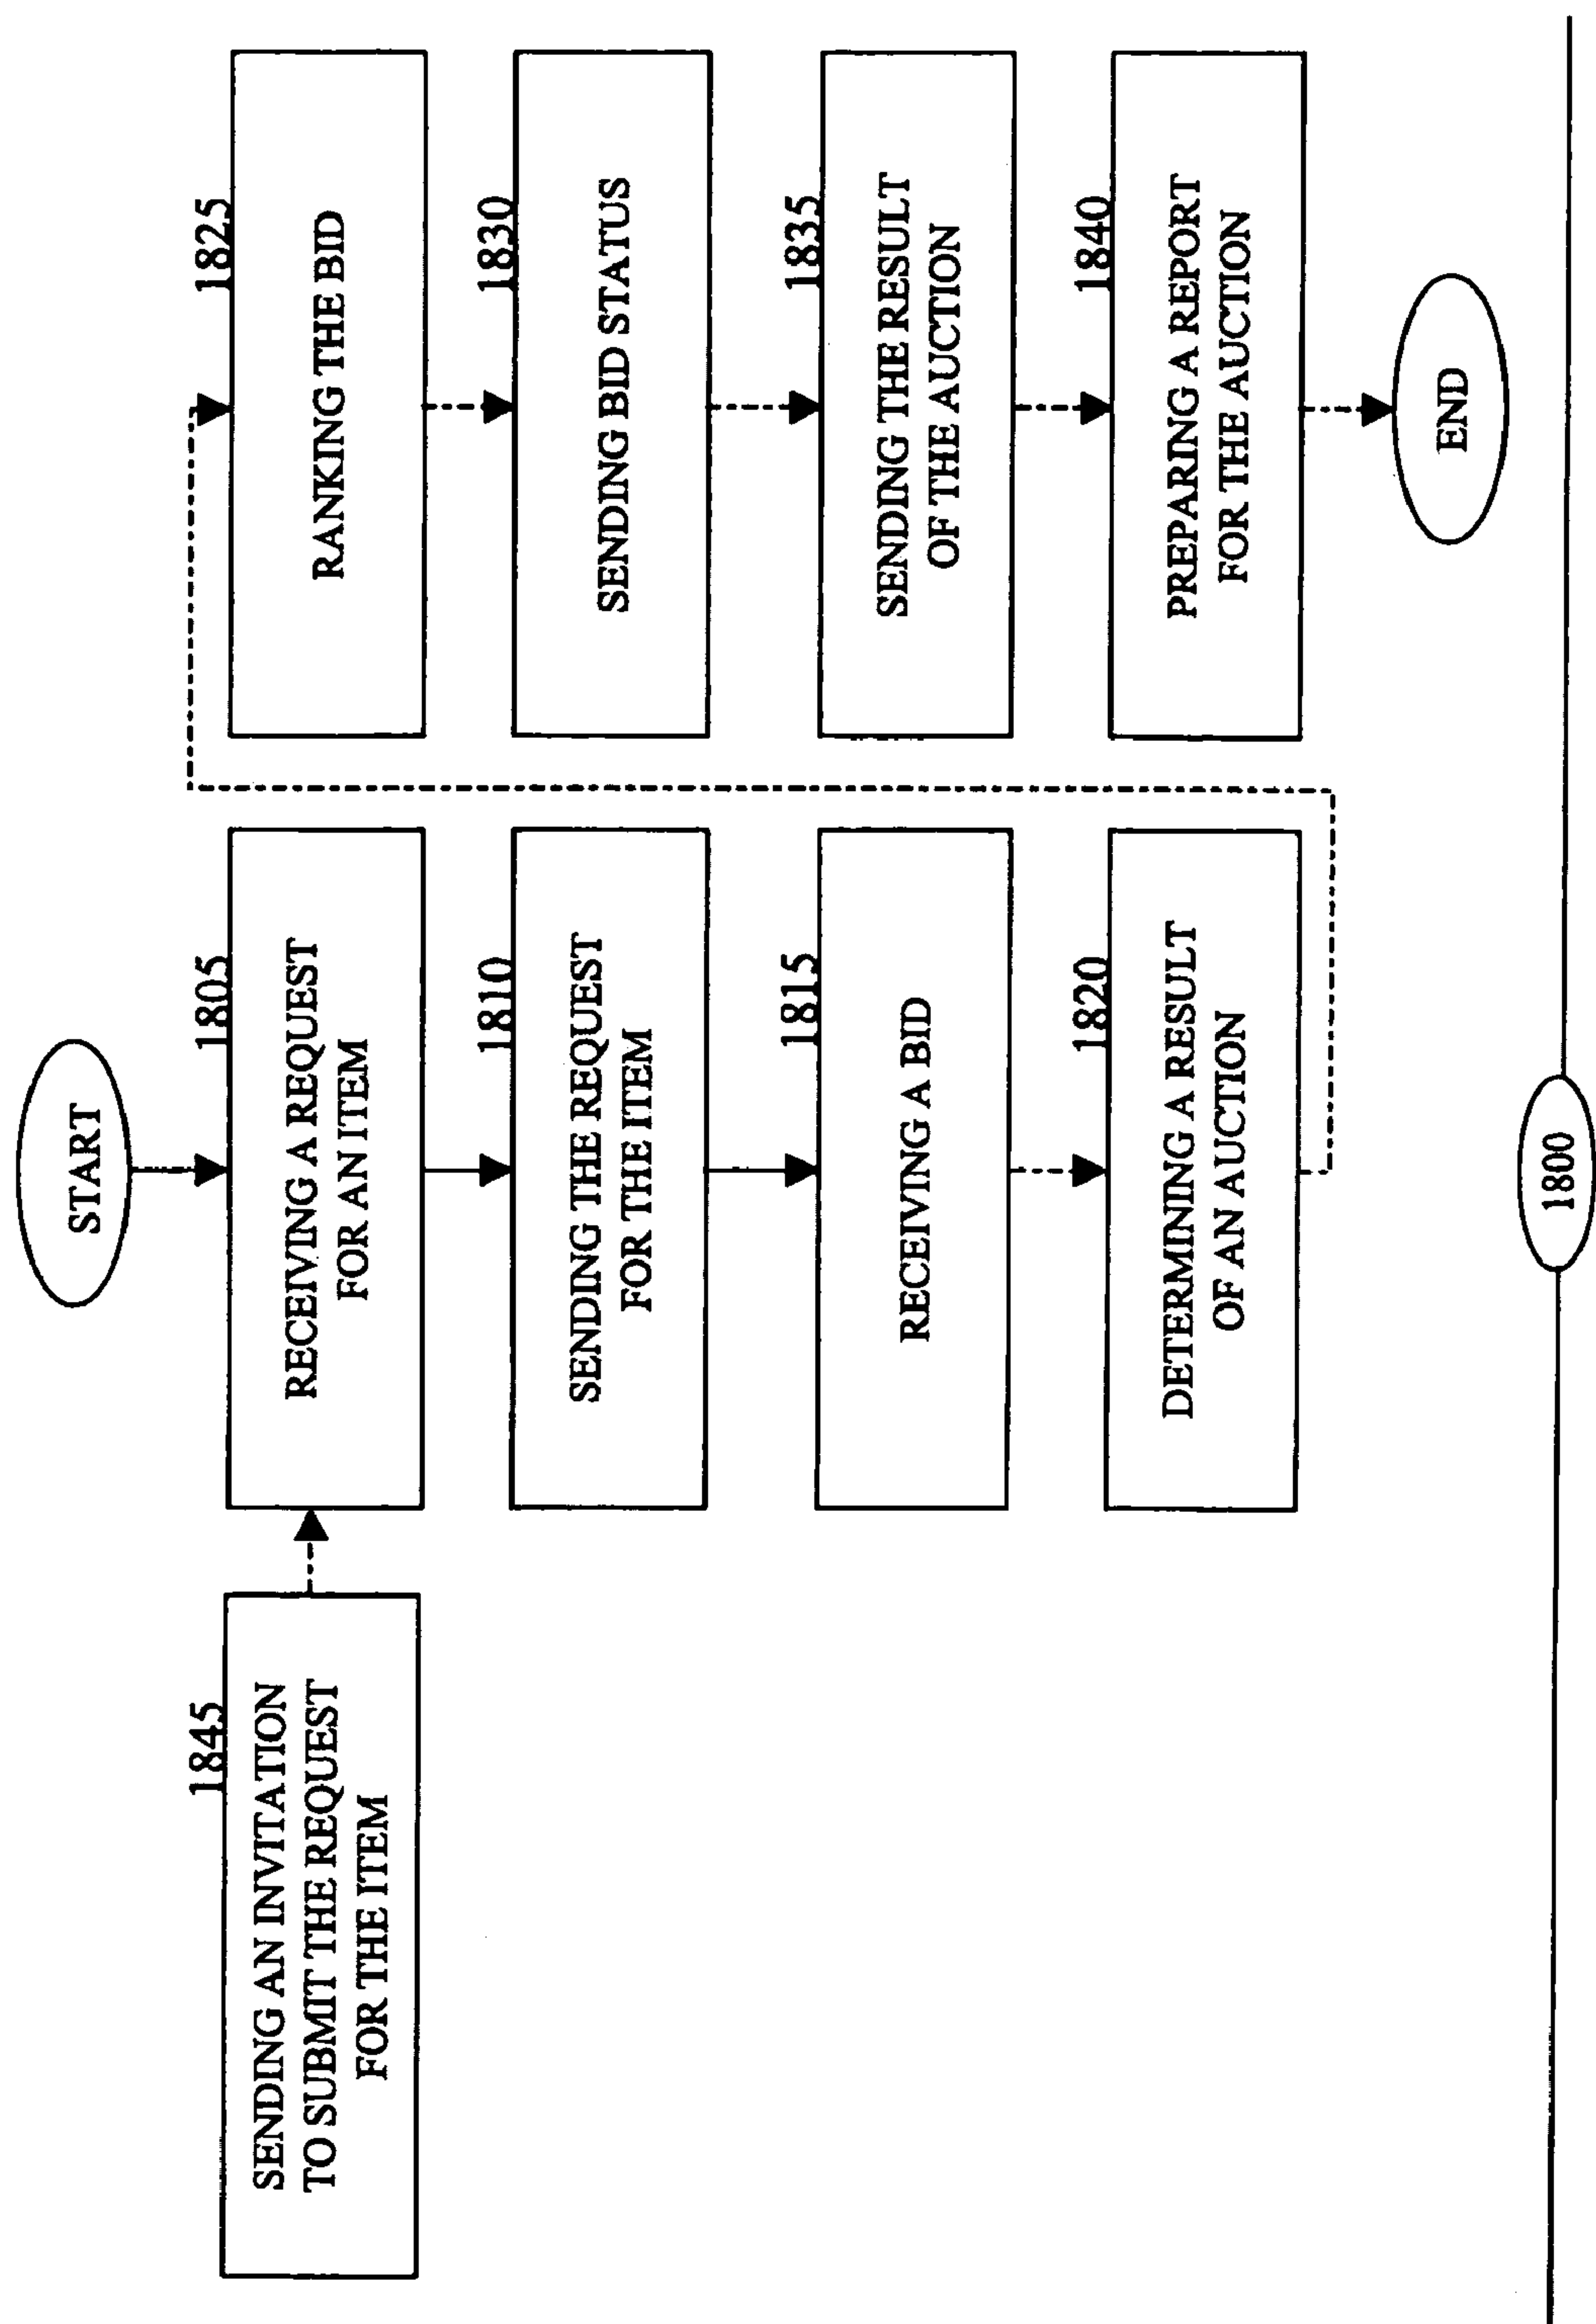 START
1845
SENDING AN INVITATION
TO SUBMIT THE REQUEST
FOR THE ITEM
1805
RECEIVING A REQUEST
FOR AN ITEM
1810
SENDING THE REQUEST
FOR THE ITEM
1815
RECEIVING A BID
1820
DETERMINING A RESULT
OF AN AUCTION
1825
RANKING THE BID
1830
SENDING BID STATUS
1835
SENDING THE RESULT
OF THE AUCTION
1840
PREPARING A REPORT
FOR THE AUCTION
END
1800